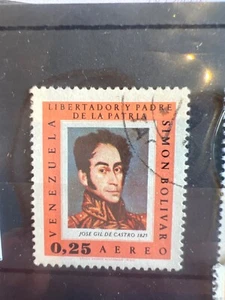 LIBERTADOR Y PADRE
DE LA PATRIA
VENEZUELA
SIMON BOLIVAR
JOSE GIL DE CASTRO 1825
0,25 AEREO